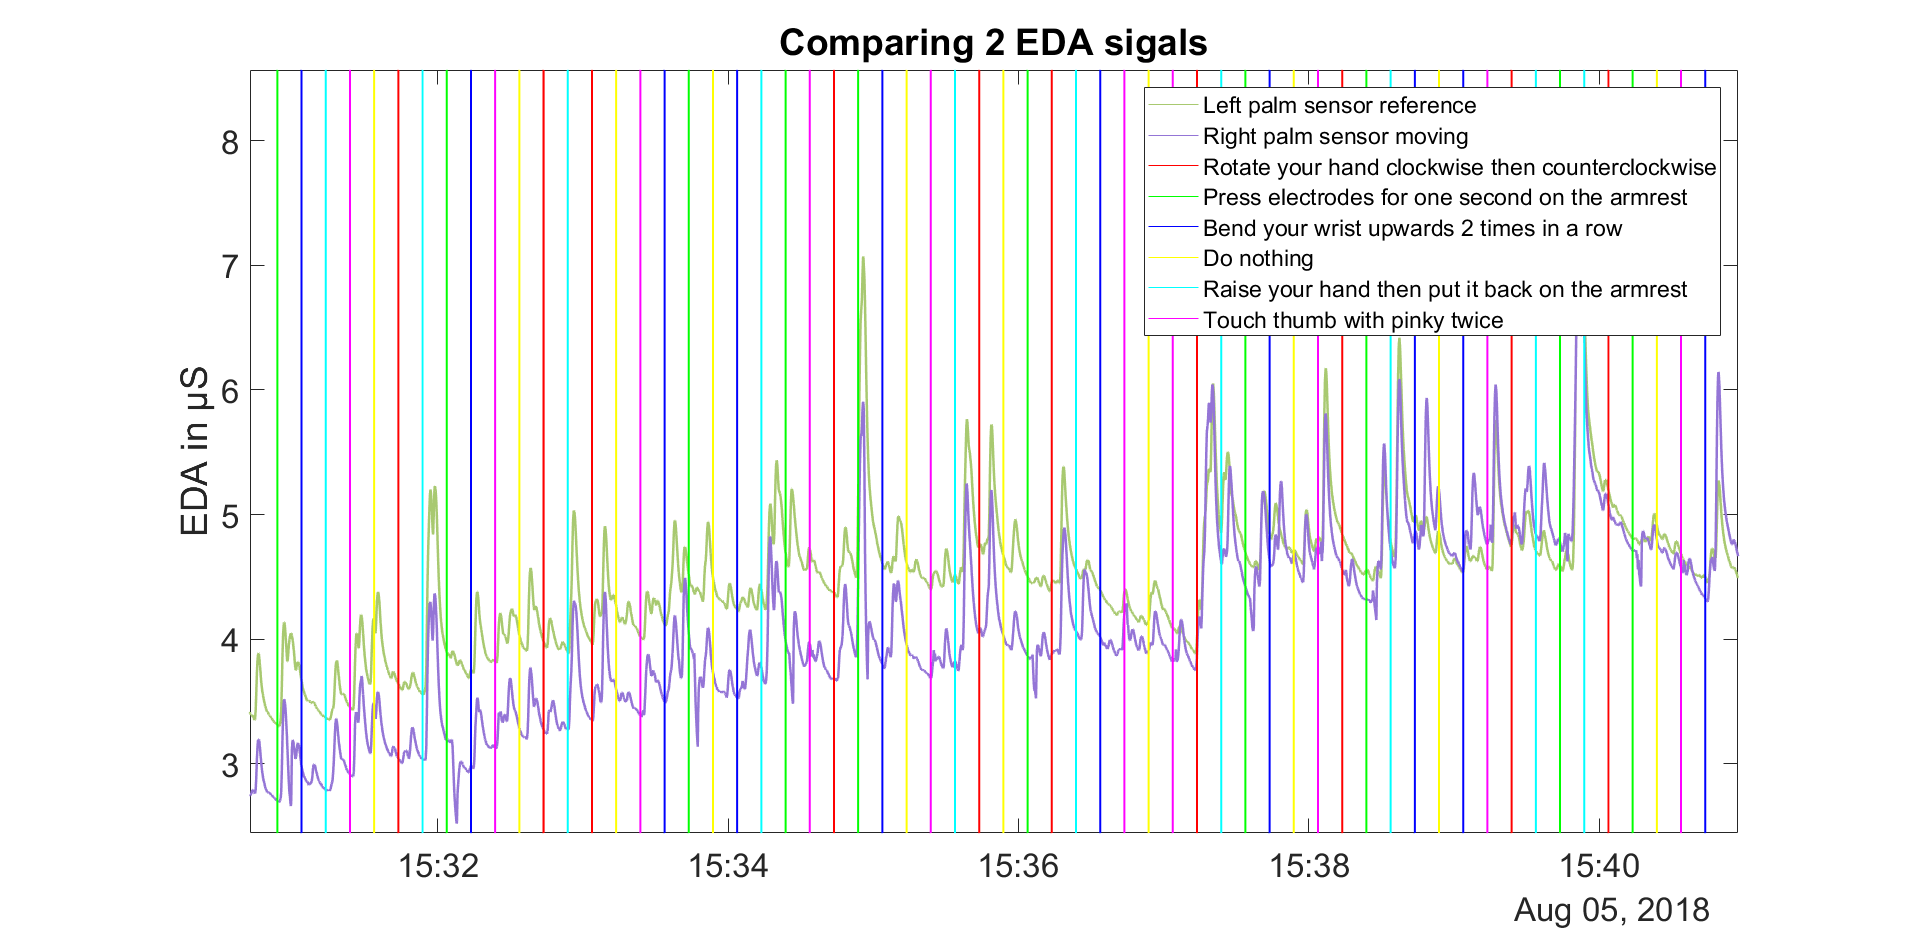 Comparing 2 EDA sigals
Left palm sensor reference
Right palm sensor moving
Rotate your hand clockwise then counterclockwise
Press electrodes for one second on the armrest
Bend your wrist upwards 2 times in a row
Do nothing
Raise your hand then put it back on the armrest
Touch thumb with pinky twice
8
7
6
5
4
3
EDA in µS
15:32 15:34 15:36 15:38 15:40
Aug 05, 2018